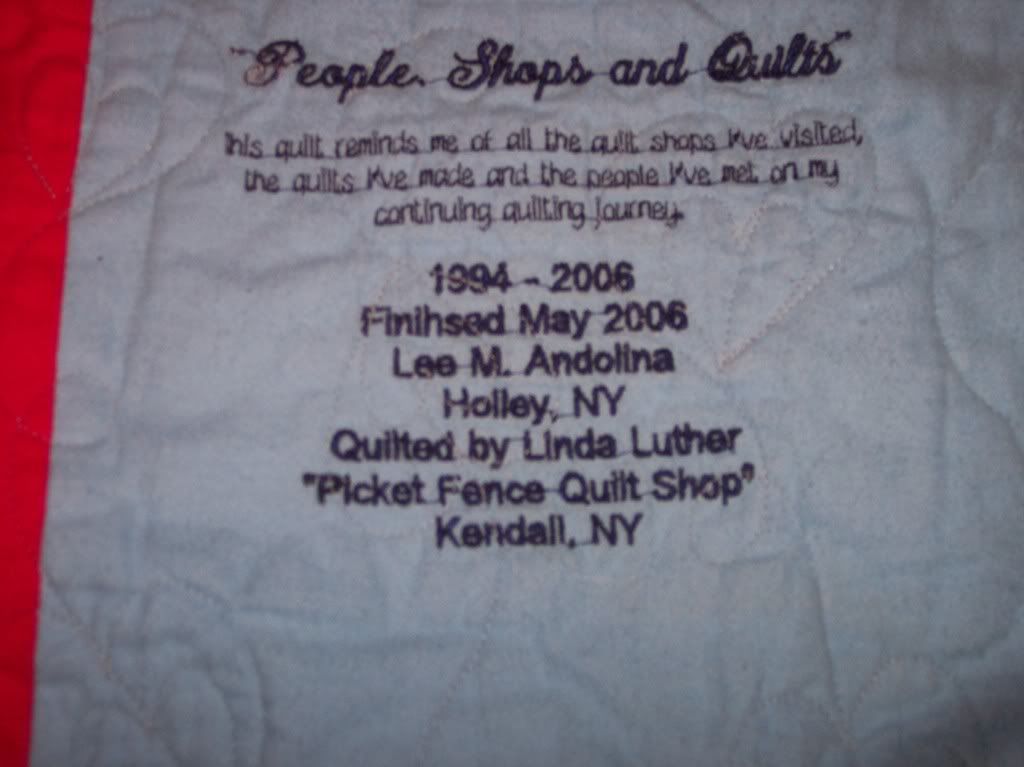 "People, Shops and Quilts"
This quilt reminds me of all the quilt shops I've visited,
the quilts I've made and the people I've met on my
continuing quilting journey.
1994 - 2006
Finihsed May 2006
Lee M. Andolina
Holley, NY
Quilted by Linda Luther
"Picket Fence Quilt Shop"
Kendall, NY